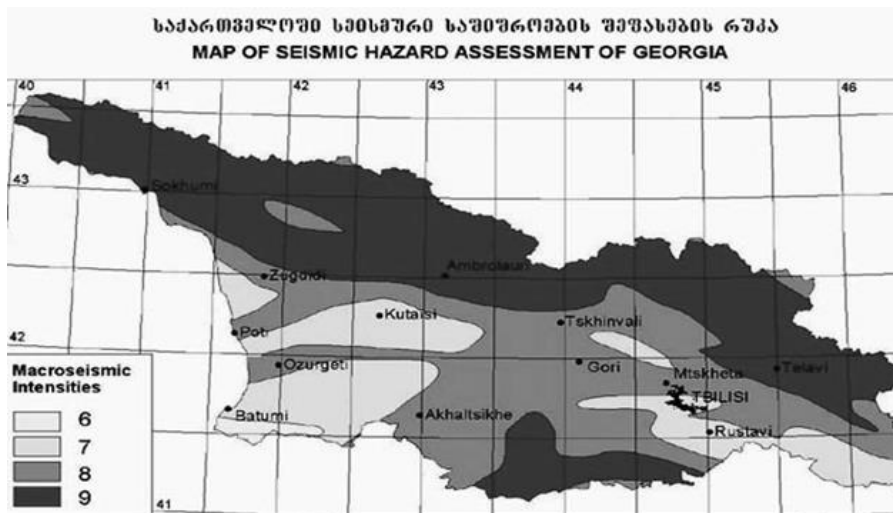 ᲡᲐᲥᲐᲠᲗᲕᲔᲚᲝᲨᲘ ᲡᲔᲘᲡᲛᲣᲠᲘ ᲡᲐᲨᲘᲨᲠᲝᲔᲑᲘᲡ ᲨᲔᲤᲐᲡᲔᲑᲘᲡ ᲠᲣᲙᲐ
MAP OF SEISMIC HAZARD ASSESSMENT OF GEORGIA
40 41 42 43 44 45 46
43
Sokhumi
Zugdidi
Ambrolauri
Kutaisi
Tskhinvali
42
Poti
Ozurgeti
Gori
Mtskheta
Telavi
Macroseismic
Intensities
TBILISI
6
Batumi
Akhaltsikhe
Rustavi
7
8
9
41